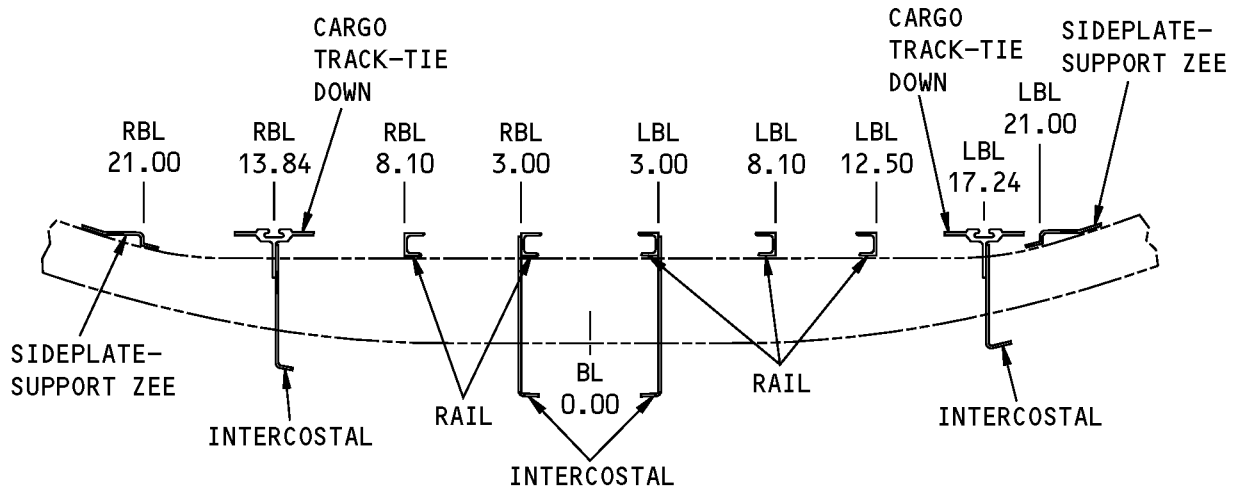 CARGO
TRACK-TIE
DOWN
CARGO
TRACK-TIE
DOWN
SIDEPLATE-
SUPPORT ZEE
RBL
21.00
RBL
13.84
RBL
8.10
RBL
3.00
LBL
3.00
LBL
8.10
LBL
12.50
LBL
17.24
LBL
21.00
SIDEPLATE-
SUPPORT ZEE
INTERCOSTAL
RAIL
BL
0.00
INTERCOSTAL
RAIL
INTERCOSTAL